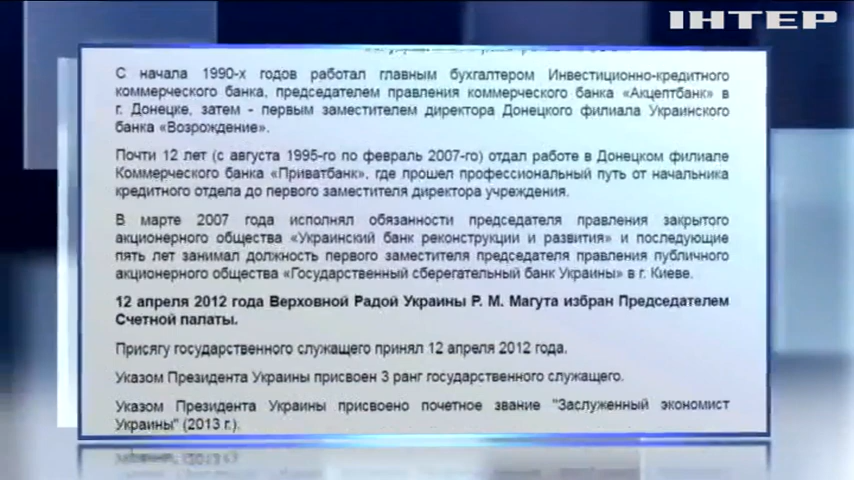 ІНТЕР
С начала 1990-х годов работал главным бухгалтером Инвестиционно-кредитного
коммерческого банка, председателем правления коммерческого банка «Акцептбанк» в
г. Донецке, затем - первым заместителем директора Донецкого филиала Украинского
банка «Возрождение».
Почти 12 лет (с августа 1995-го по февраль 2007-го) отдал работе в Донецком филиале
Коммерческого банка «Приватбанк», где прошел профессиональный путь от начальника
кредитного отдела до первого заместителя директора учреждения.
В марте 2007 года исполнял обязанности председателя правления закрытого
акционерного общества «Украинский банк реконструкции и развития» и последующие
пять лет занимал должность первого заместителя председателя правления публичного
акционерного общества «Государственный сберегательный банк Украины» в г. Киеве.
12 апреля 2012 года Верховной Радой Украины Р. М. Магута избран Председателем
Счетной палаты.
Присягу государственного служащего принял 12 апреля 2012 года.
Указом Президента Украины присвоен 3 ранг государственного служащего.
Указом Президента Украины присвоено почетное звание "Заслуженный экономист
Украины" (2013 г.).